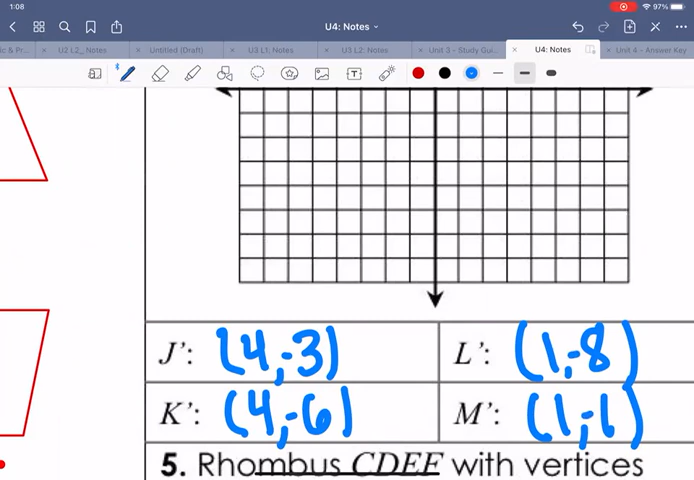 1:08
97%
U4: Notes
ic & Pr...
U2 L2_ Notes
Untitled (Draft)
U3 L1: Notes
U3 L2: Notes
Unit 3 - Study Gui...
U4: Notes
Unit 4 - Answer Key
J': (4,-3)
L': (1,-8)
K': (4,-6)
M': (1,-1)
5. Rhombus CDEF with vertices